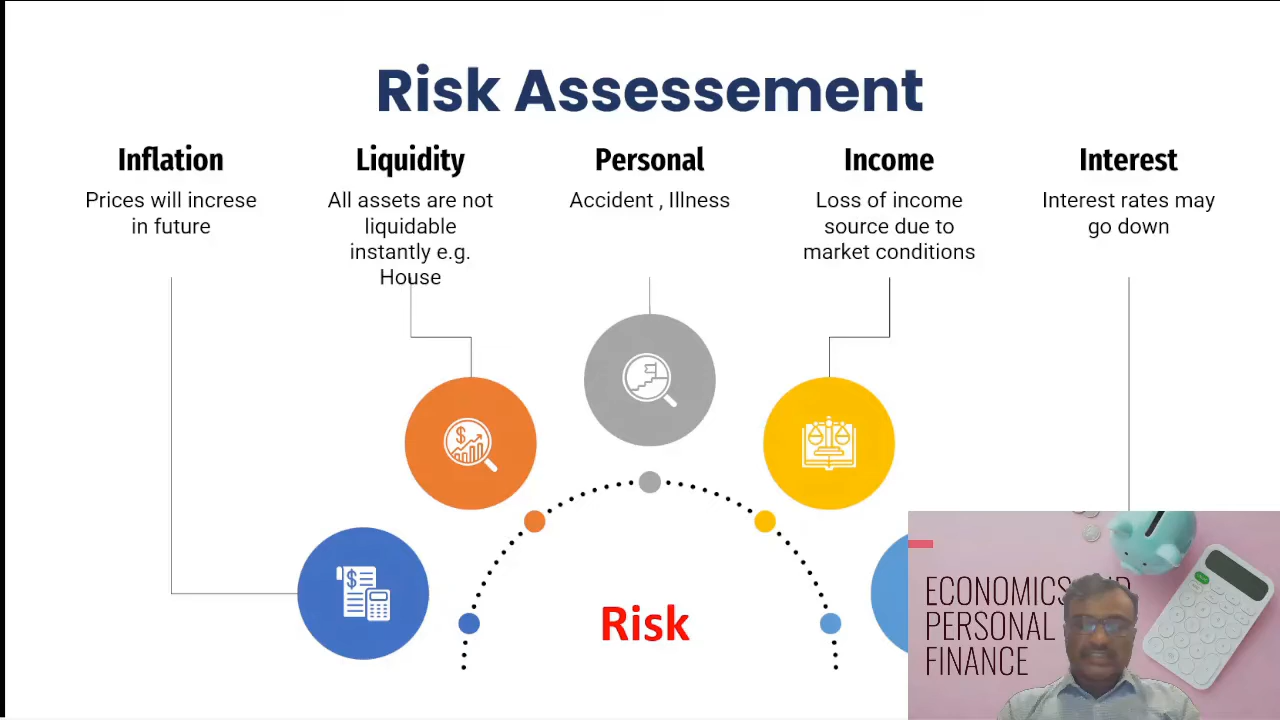 Risk Assessement
Inflation
Prices will increse
in future
Liquidity
All assets are not
liquidable
instantly e.g.
House
Personal
Accident , Illness
Income
Loss of income
source due to
market conditions
Interest
Interest rates may
go down
Risk
ECONOMICS
PERSONAL
FINANCE